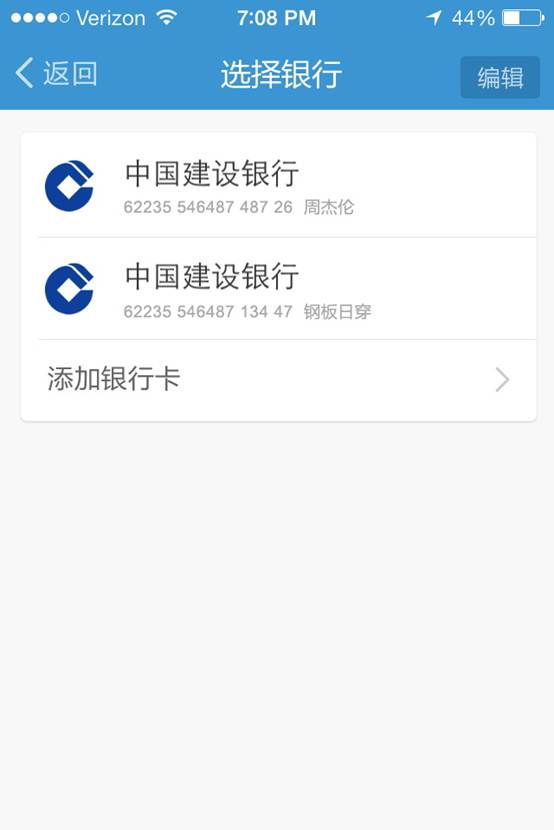 Verizon 7:08 PM 44%
返回 选择银行 编辑
中国建设银行
62235 546487 487 26 周杰伦
中国建设银行
62235 546487 134 47 钢板日穿
添加银行卡